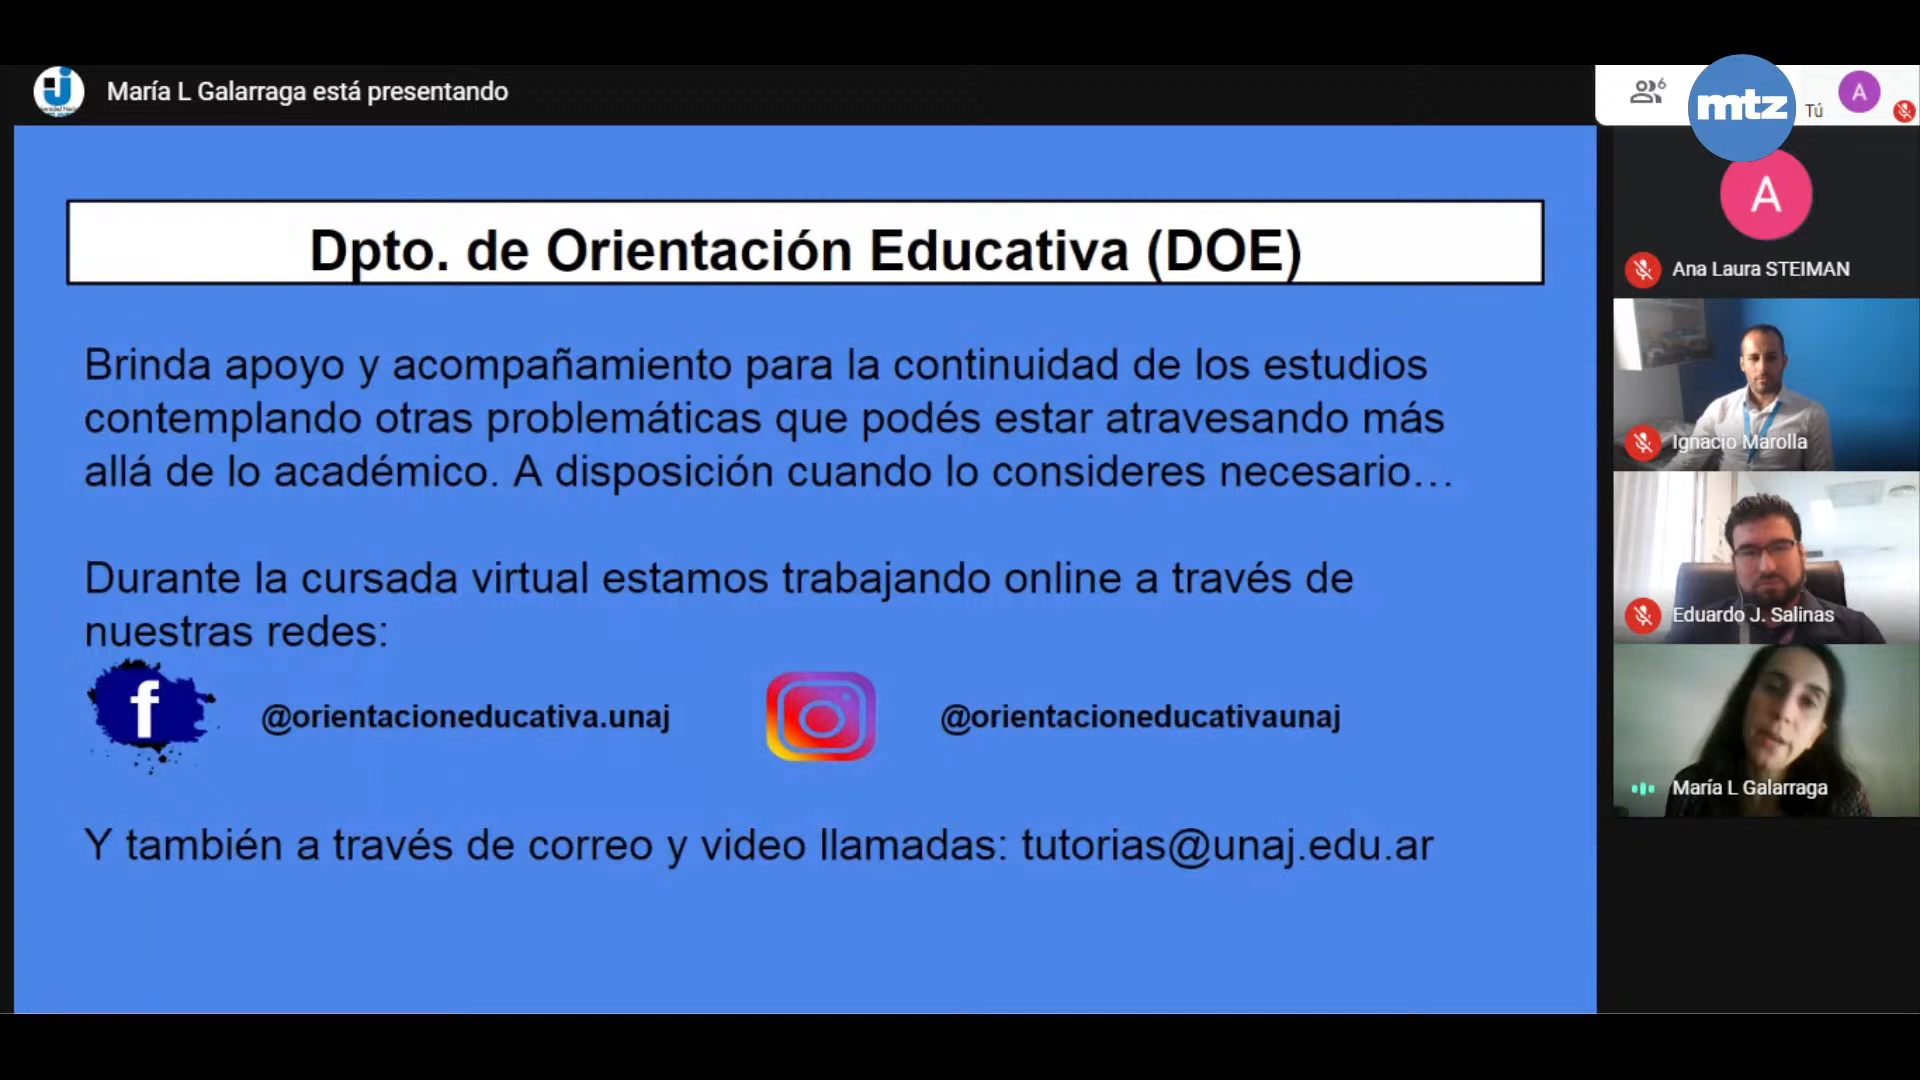 María L Galarraga está presentando
6
mtz
Tú
A
A
Ana Laura STEIMAN
Ignacio Marolla
Eduardo J. Salinas
María L Galarraga
Dpto. de Orientación Educativa (DOE)
Brinda apoyo y acompañamiento para la continuidad de los estudios
contemplando otras problemáticas que podés estar atravesando más
allá de lo académico. A disposición cuando lo consideres necesario…
Durante la cursada virtual estamos trabajando online a través de
nuestras redes:
f @orientacioneducativa.unaj @orientacioneducativaunaj
Y también a través de correo y video llamadas: tutorias@unaj.edu.ar